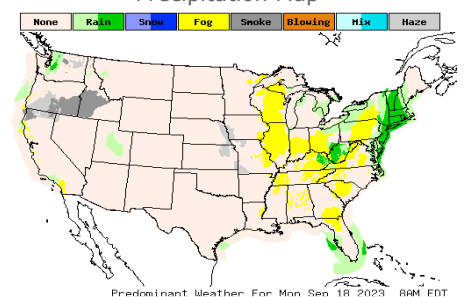 Precipitation Map
None Rain Snow Fog Smoke Blowing Mix Haze
Predominant Weather For Mon Sep 18 2023 8AM EDT